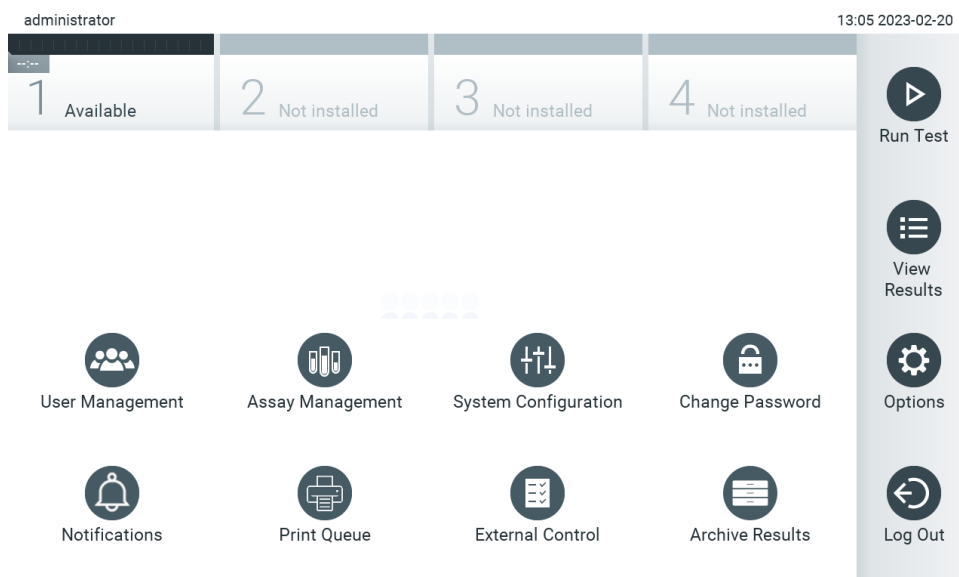 administrator
13:05 2023-02-20
--:--
1 Available
2 Not installed
3 Not installed
4 Not installed
Run Test
View
Results
User Management
Assay Management
System Configuration
Change Password
Options
Notifications
Print Queue
External Control
Archive Results
Log Out